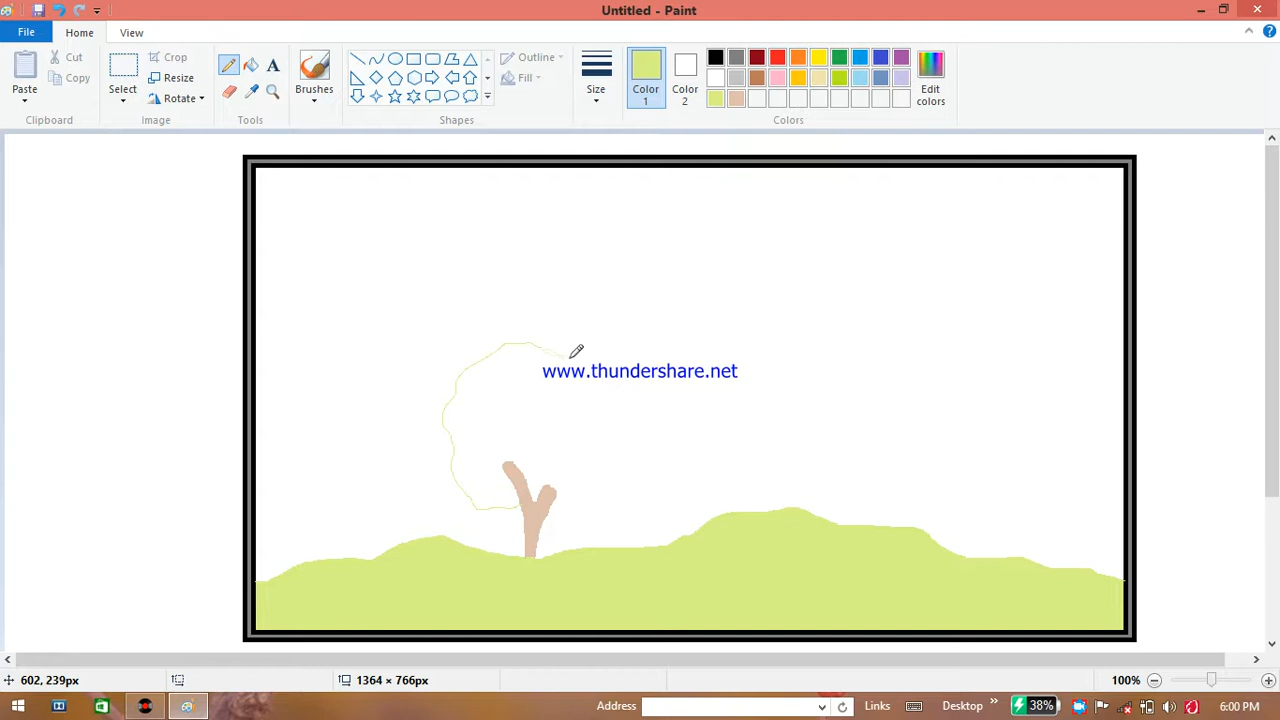 Untitled - Paint
File
Home
View
Paste
Cut
Copy
Clipboard
Select
Crop
Resize
Rotate
Image
A
Tools
Brushes
Outline
Fill
Shapes
Size
Color 1
Color 2
Edit colors
Colors
www.thundershare.net
602, 239px
1364 × 766px
100%
Address
Links
Desktop
38%
6:00 PM